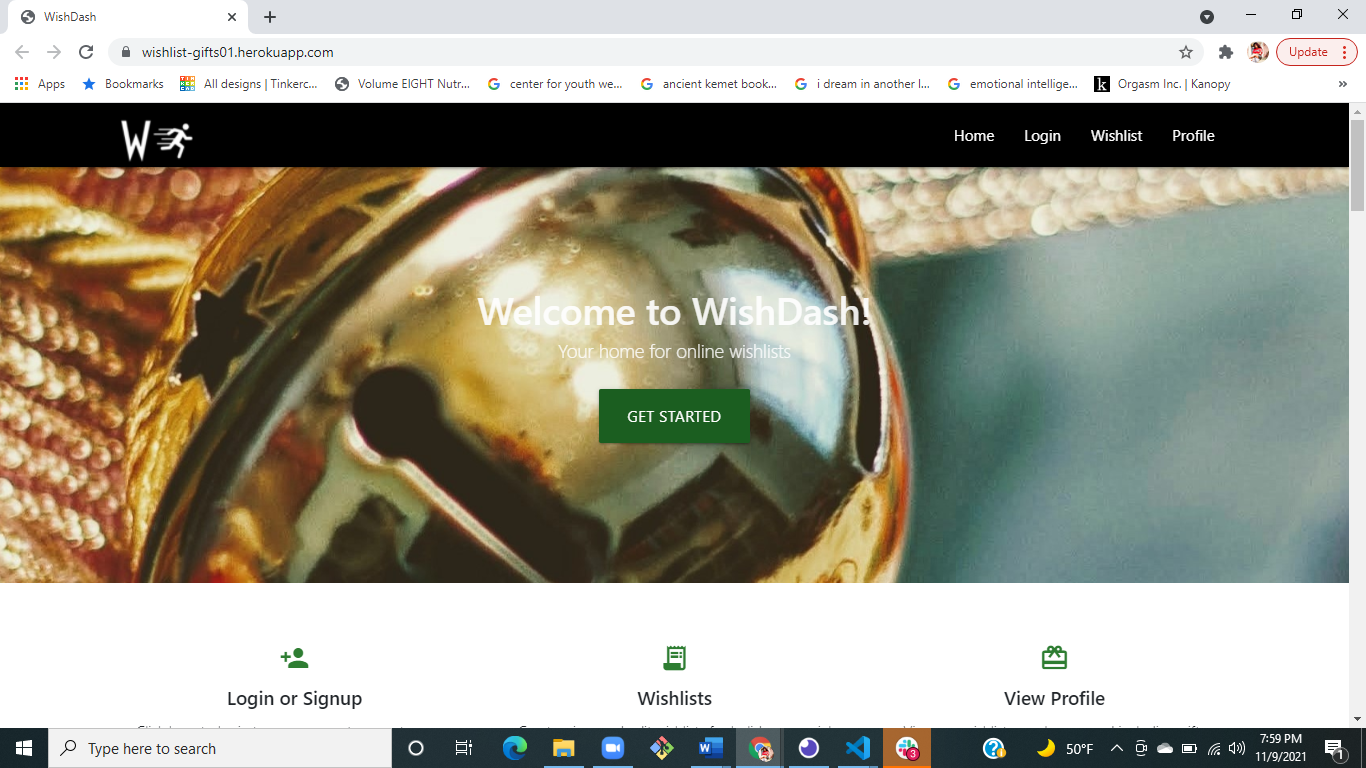 WishDash
wishlist-gifts01.herokuapp.com
Update
Apps
Bookmarks
All designs | Tinkerc...
Volume EIGHT Nutr...
center for youth we...
ancient kemet book...
i dream in another l...
emotional intellige...
Orgasm Inc. | Kanopy
W
Home
Login
Wishlist
Profile
Welcome to WishDash!
Your home for online wishlists
GET STARTED
Login or Signup
Wishlists
View Profile
Type here to search
3
50°F
7:59 PM
11/9/2021
1